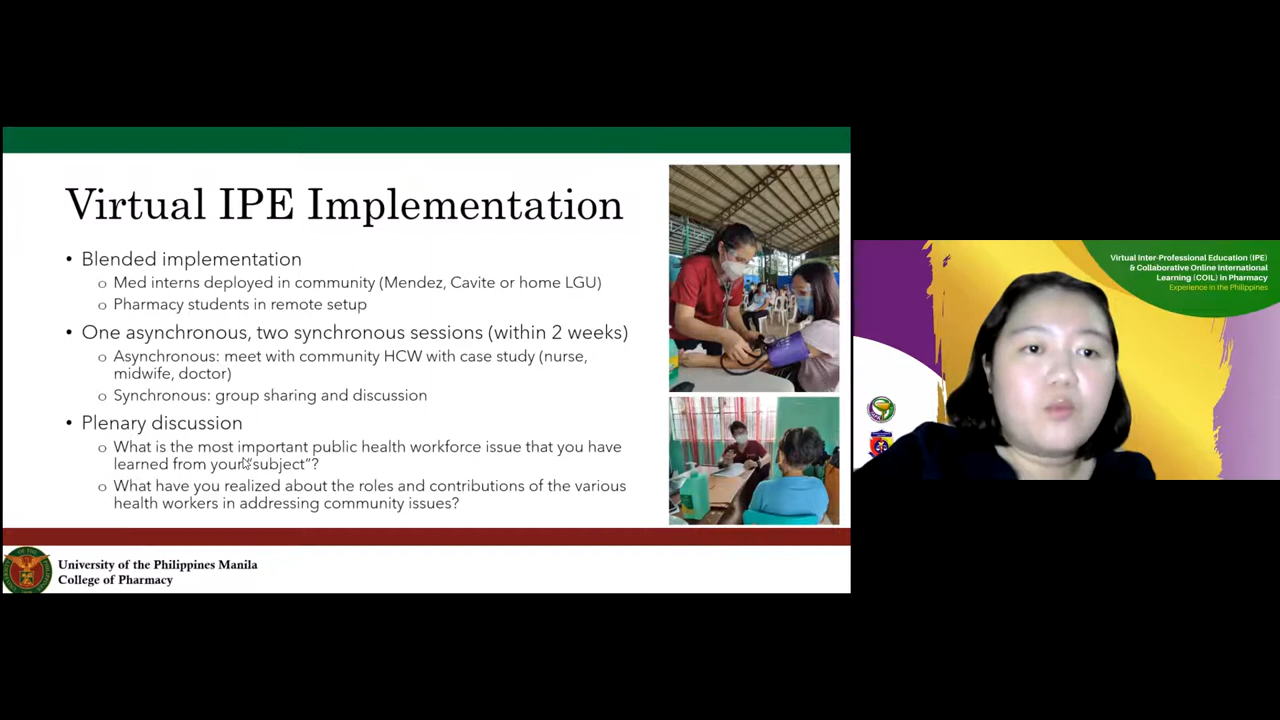 Virtual IPE Implementation
• Blended implementation
o Med interns deployed in community (Mendez, Cavite or home LGU)
o Pharmacy students in remote setup
• One asynchronous, two synchronous sessions (within 2 weeks)
o Asynchronous: meet with community HCW with case study (nurse,
midwife, doctor)
o Synchronous: group sharing and discussion
• Plenary discussion
o What is the most important public health workforce issue that you have
learned from your "subject"?
o What have you realized about the roles and contributions of the various
health workers in addressing community issues?
University of the Philippines Manila
College of Pharmacy
Virtual Inter-Professional Education (IPE)
& Collaborative Online International
Learning (COIL) in Pharmacy
Experience in the Philippines